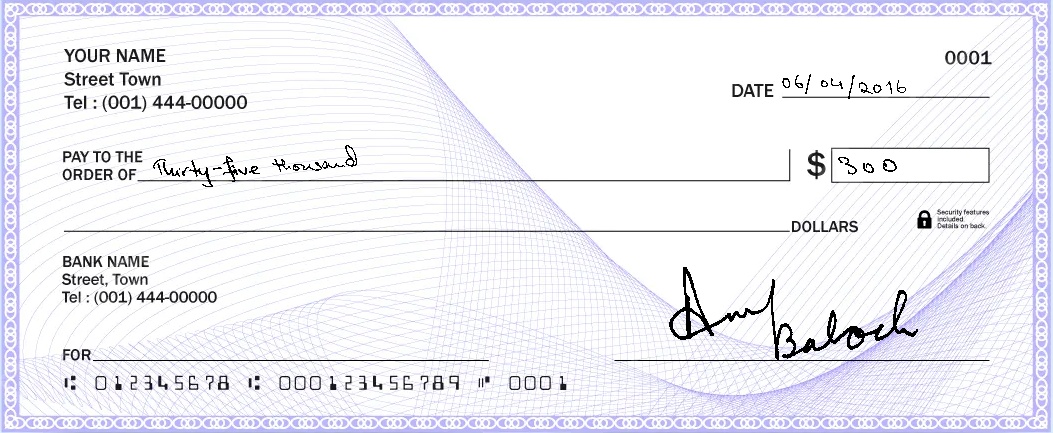 YOUR NAME
0001
Street Town
DATE 06/04/2016
Tel : (001) 444-00000
PAY TO THE
ORDER OF Thirty-five thousand $ 300
DOLLARS
Security features
included.
Details on back.
BANK NAME
Street, Town
Tel : (001) 444-00000
Baloch
FOR
⑆ 012345678 ⑆ 000123456789 ⑈ 0001